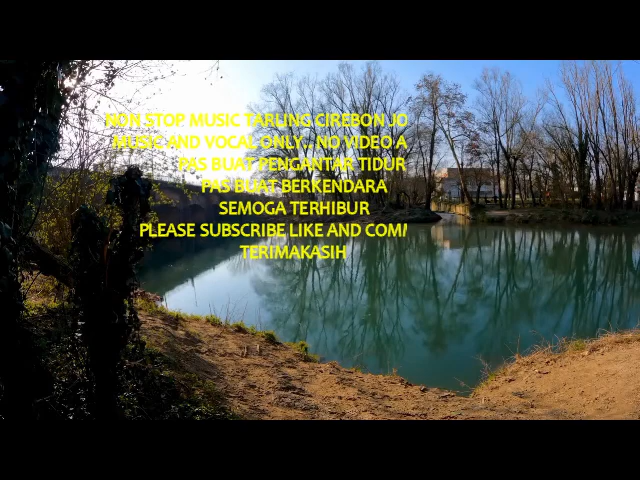 NON STOP MUSIC TARLING CIREBON JO
MUSIC AND VOCAL ONLY.. NO VIDEO A
PAS BUAT PENGANTAR TIDUR
PAS BUAT BERKENDARA
SEMOGA TERHIBUR
PLEASE SUBSCRIBE LIKE AND COM
TERIMAKASIH